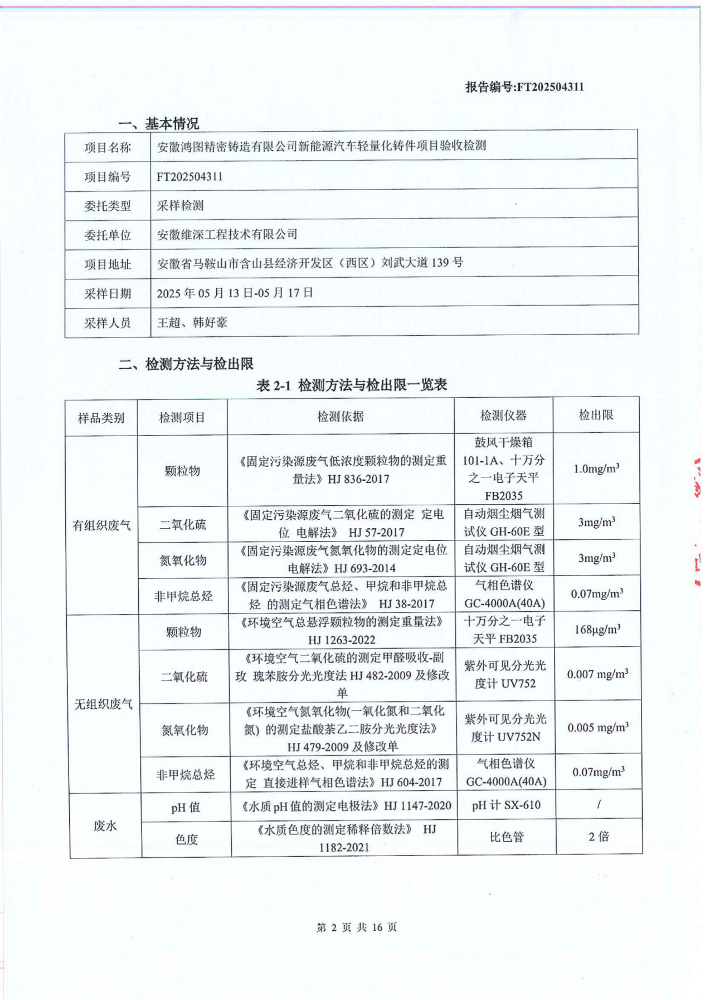 报告编号:FT202504311
一、基本情况
项目名称 安徽鸿图精密铸造有限公司新能源汽车轻量化铸件项目验收检测
项目编号 FT202504311
委托类型 采样检测
委托单位 安徽维深工程技术有限公司
项目地址 安徽省马鞍山市含山县经济开发区（西区）刘武大道 139 号
采样日期 2025 年 05 月 13 日-05 月 17 日
采样人员 王超、韩好豪
二、检测方法与检出限
表 2-1 检测方法与检出限一览表
样品类别 检测项目 检测依据 检测仪器 检出限
有组织废气
颗粒物
《固定污染源废气低浓度颗粒物的测定重
量法》HJ 836-2017
鼓风干燥箱
101-1A、十万分
之一电子天平
FB2035
1.0mg/m³
二氧化硫
《固定污染源废气二氧化硫的测定 定电
位 电解法》 HJ 57-2017
自动烟尘烟气测
试仪 GH-60E 型
3mg/m³
氮氧化物
《固定污染源废气氮氧化物的测定定电位
电解法》HJ 693-2014
自动烟尘烟气测
试仪 GH-60E 型
3mg/m³
非甲烷总烃
《固定污染源废气总烃、甲烷和非甲烷总
烃 的测定气相色谱法》 HJ 38-2017
气相色谱仪
GC-4000A(40A)
0.07mg/m³
无组织废气
颗粒物
《环境空气总悬浮颗粒物的测定重量法》
HJ 1263-2022
十万分之一电子
天平 FB2035
168μg/m³
二氧化硫
《环境空气二氧化硫的测定甲醛吸收-副
玫 瑰苯胺分光光度法 HJ 482-2009 及修改
单
紫外可见分光光
度计 UV752
0.007 mg/m³
氮氧化物
《环境空气氮氧化物(一氧化氮和二氧化
氮) 的测定盐酸萘乙二胺分光光度法》
HJ 479-2009 及修改单
紫外可见分光光
度计 UV752N
0.005 mg/m³
非甲烷总烃
《环境空气总烃、甲烷和非甲烷总烃的测
定 直接进样气相色谱法》HJ 604-2017
气相色谱仪
GC-4000A(40A)
0.07mg/m³
废水
pH 值 《水质 pH 值的测定电极法》HJ 1147-2020 pH 计 SX-610 /
色度
《水质色度的测定稀释倍数法》 HJ
1182-2021
比色管
2 倍
第 2 页 共 16 页